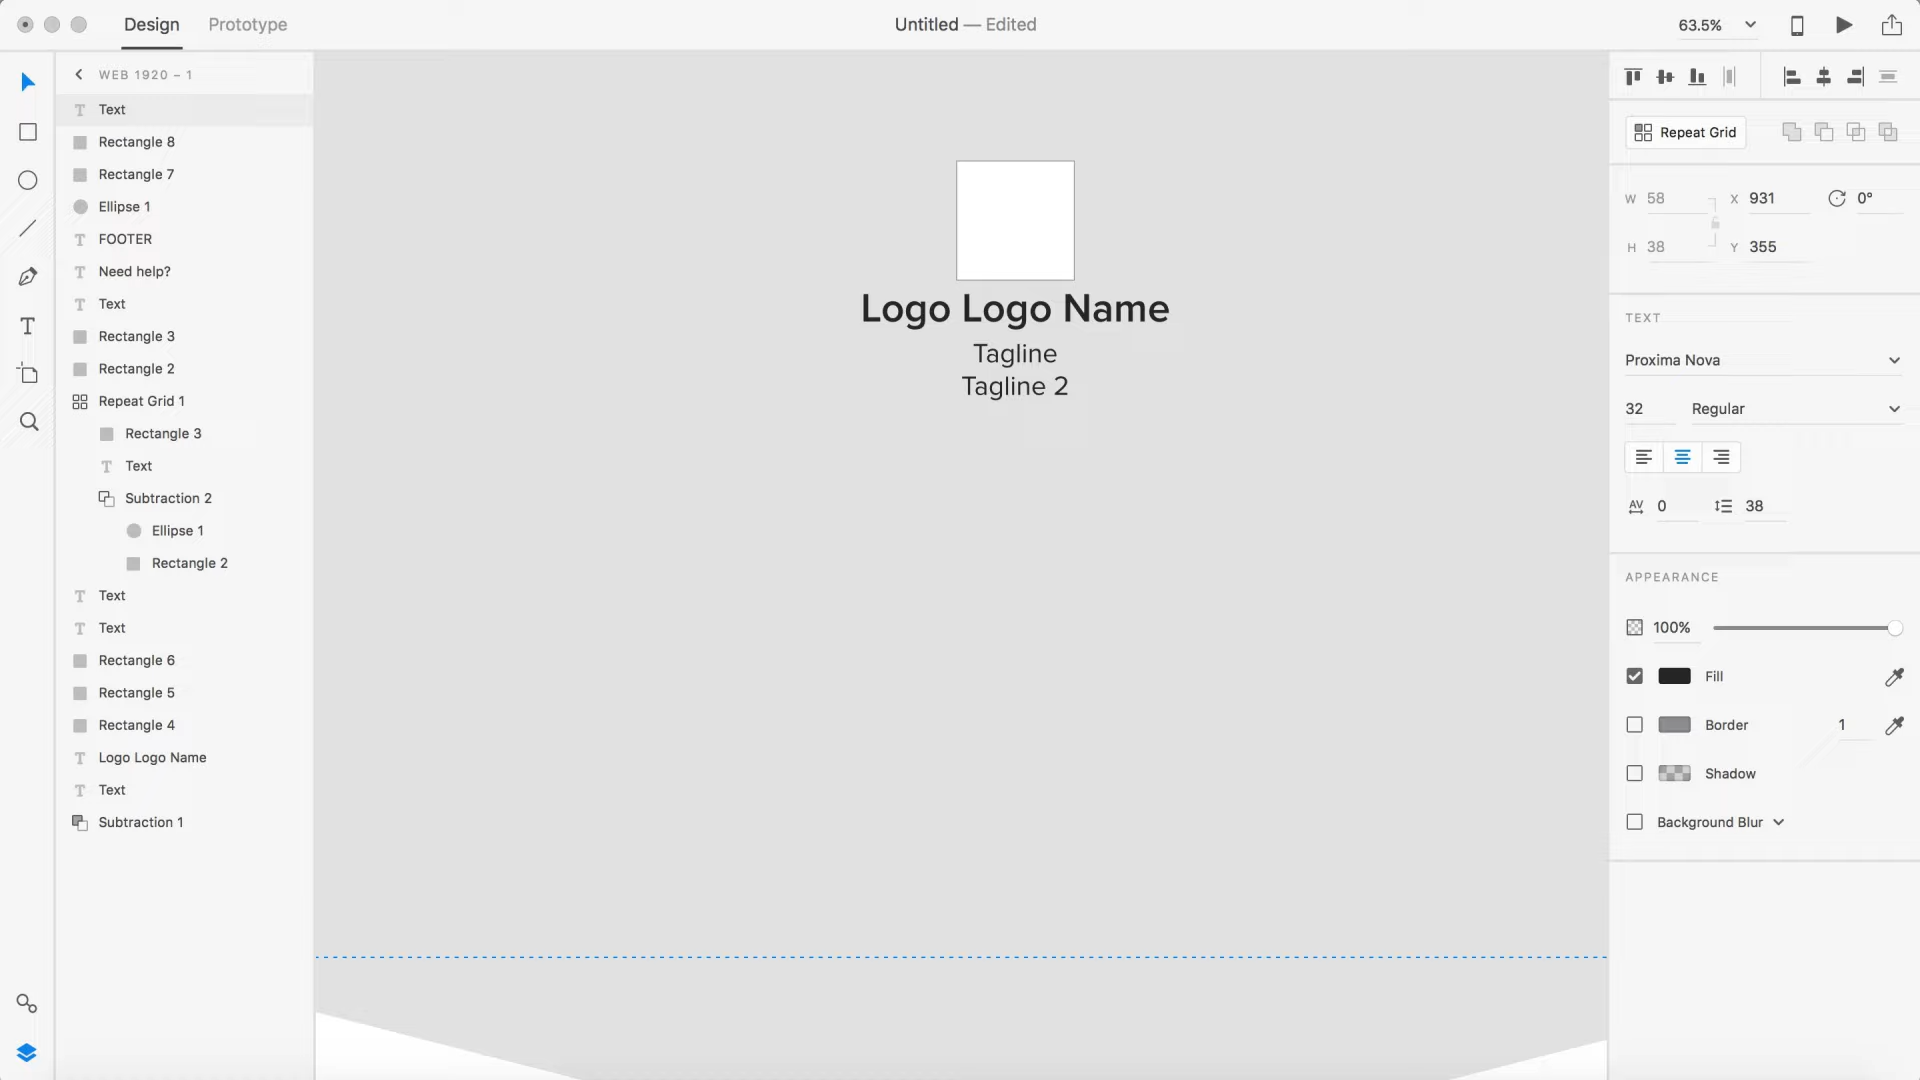 Design
Prototype
Untitled — Edited
63.5%
WEB 1920 – 1
Text
Rectangle 8
Rectangle 7
Ellipse 1
FOOTER
Need help?
Text
Rectangle 3
Rectangle 2
Repeat Grid 1
Rectangle 3
Text
Subtraction 2
Ellipse 1
Rectangle 2
Text
Text
Rectangle 6
Rectangle 5
Rectangle 4
Logo Logo Name
Text
Subtraction 1
Logo Logo Name
Tagline
Tagline 2
Repeat Grid
W 58 X 931 0°
H 38 Y 355
TEXT
Proxima Nova
32 Regular
AV 0 38
APPEARANCE
100%
Fill
Border 1
Shadow
Background Blur